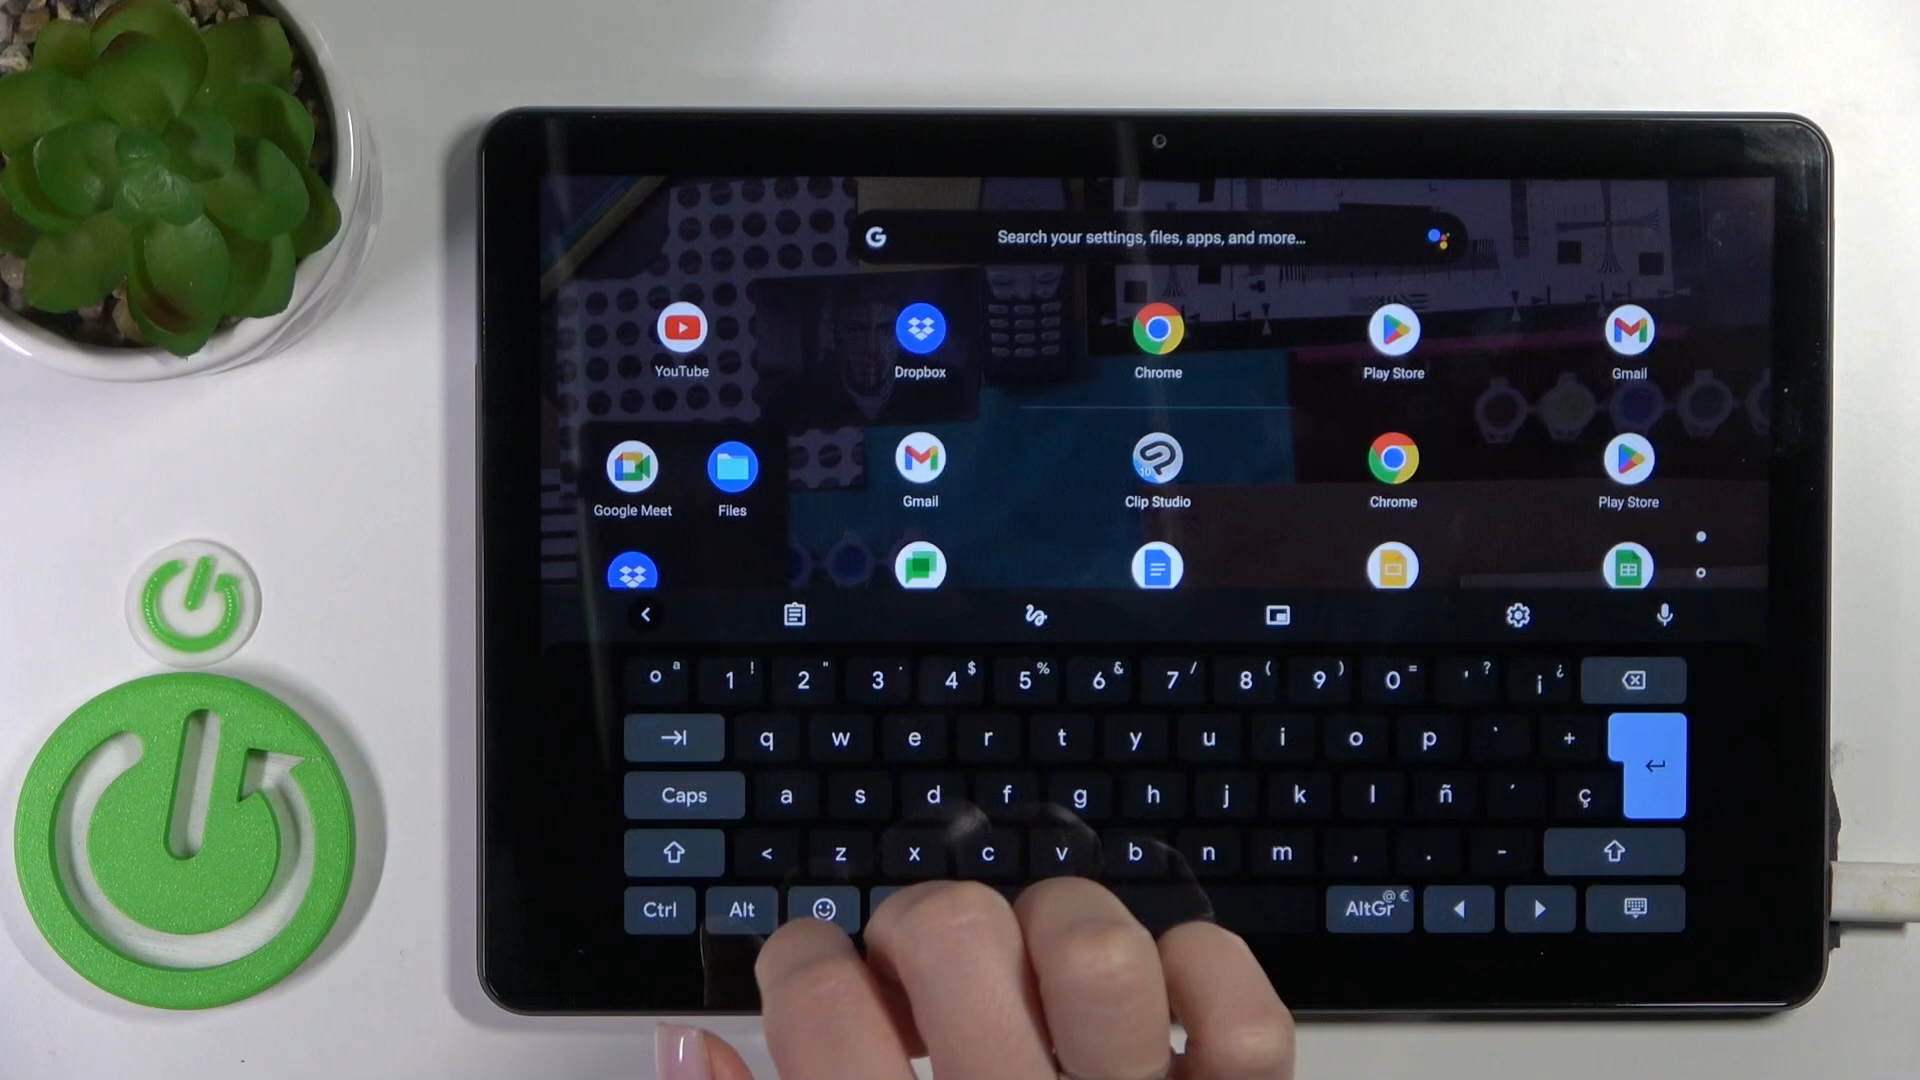 G Search your settings, files, apps, and more...
YouTube Dropbox Chrome Play Store Gmail
Google Meet Files Gmail Clip Studio Chrome Play Store
º ª 1 ! 2 " 3 · 4 $ 5 % 6 & 7 / 8 ( 9 ) 0 = ' ? ¡ ¿
q w e r t y u i o p ` +
Caps a s d f g h j k l ñ ´ ç
< z x c v b n m , . -
Ctrl Alt AltGr @ €